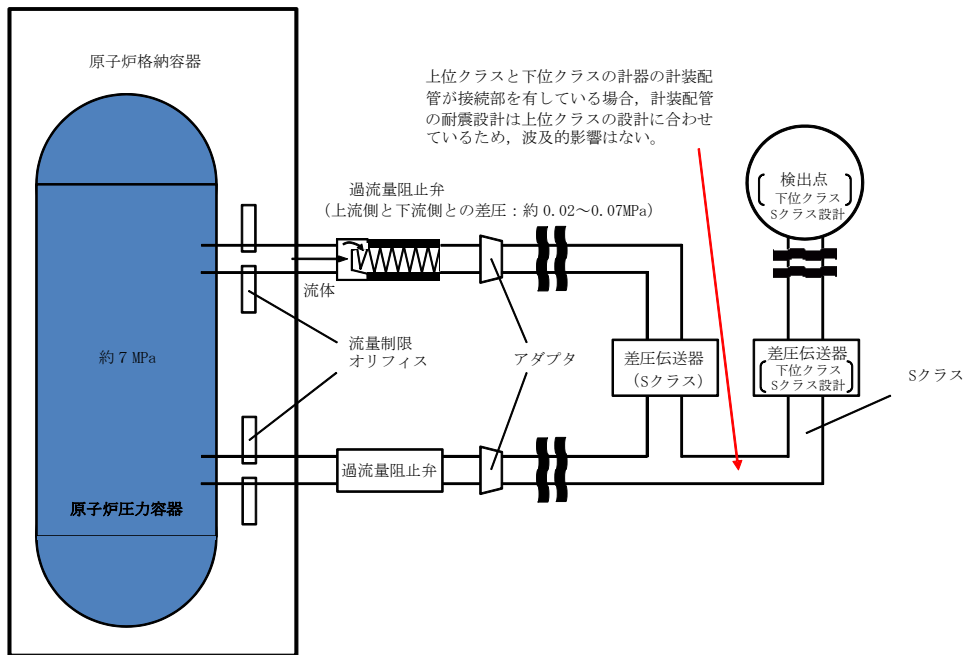 原子炉格納容器
上位クラスと下位クラスの計器の計装配
管が接続部を有している場合，計装配管
の耐震設計は上位クラスの設計に合わせ
ているため，波及的影響はない。
検出点
下位クラス
Sクラス設計
過流量阻止弁
（上流側と下流側との差圧：約 0.02～0.07MPa）
流体
流量制限
オリフィス
アダプタ
約 7 MPa
差圧伝送器
（Sクラス）
差圧伝送器
下位クラス
Sクラス設計
Sクラス
過流量阻止弁
原子炉圧力容器